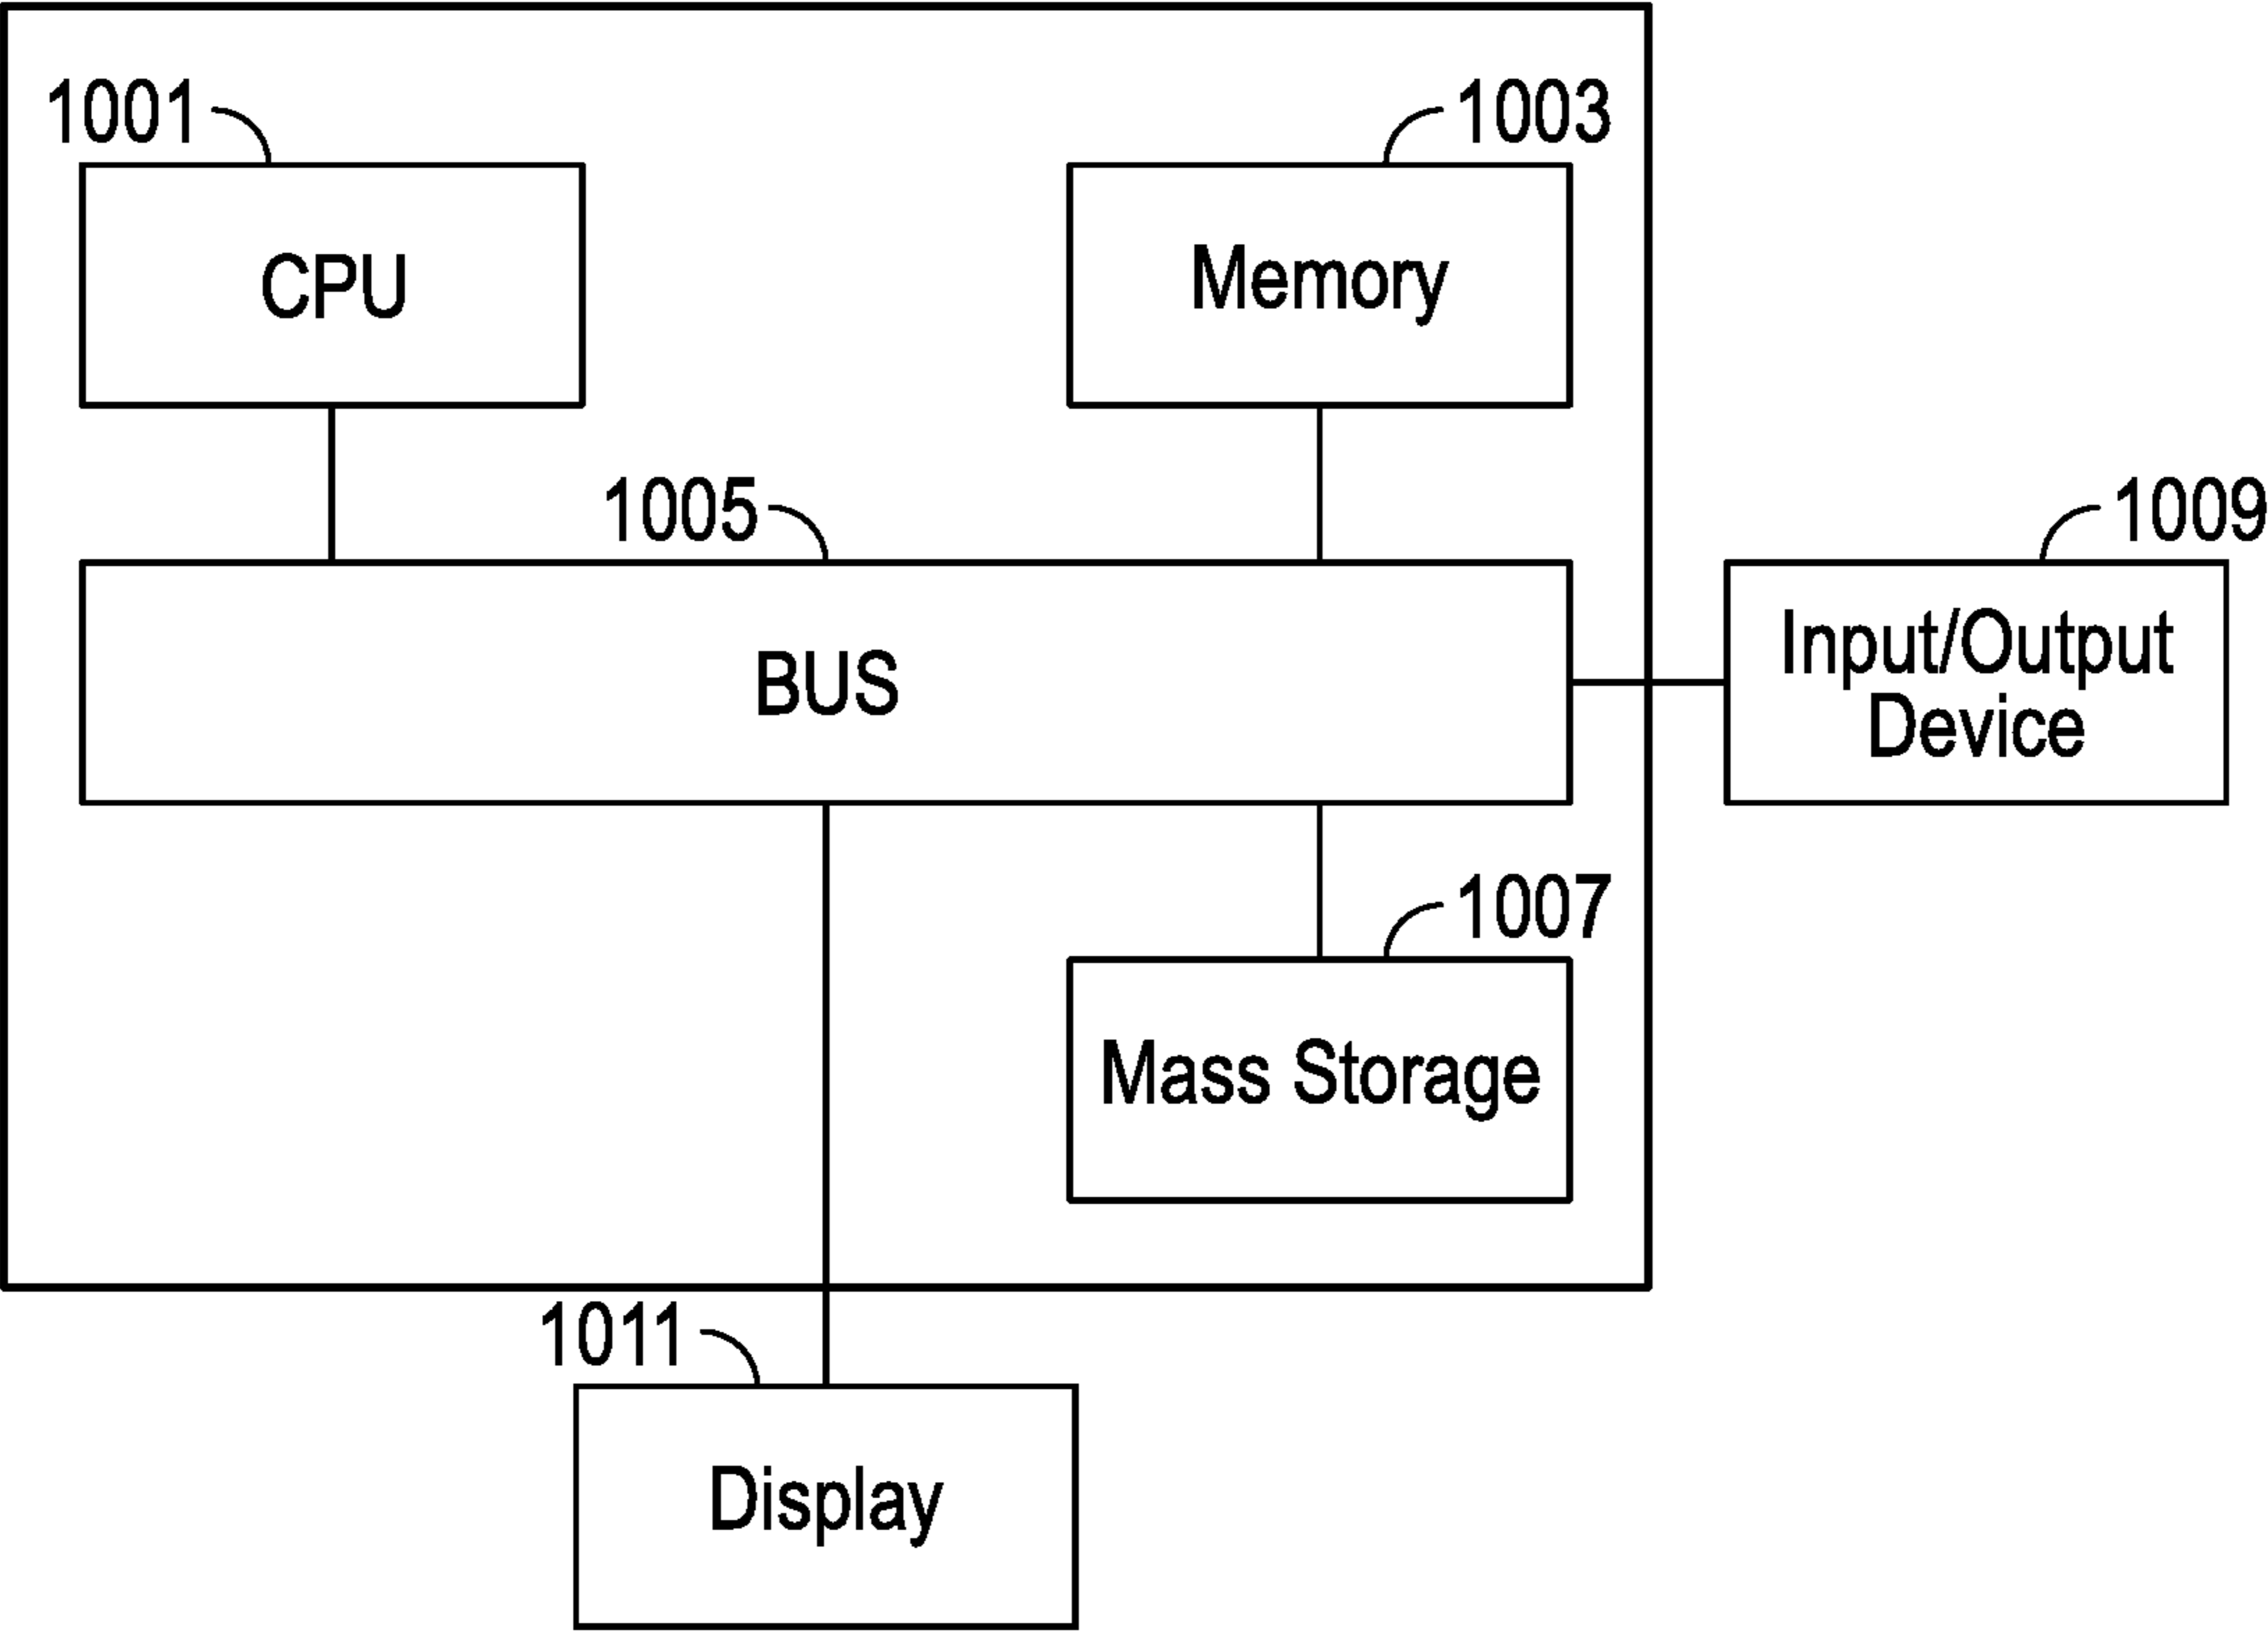 1001
1003
CPU
Memory
1005
1009
BUS
Input/Output
Device
1007
Mass Storage
1011
Display